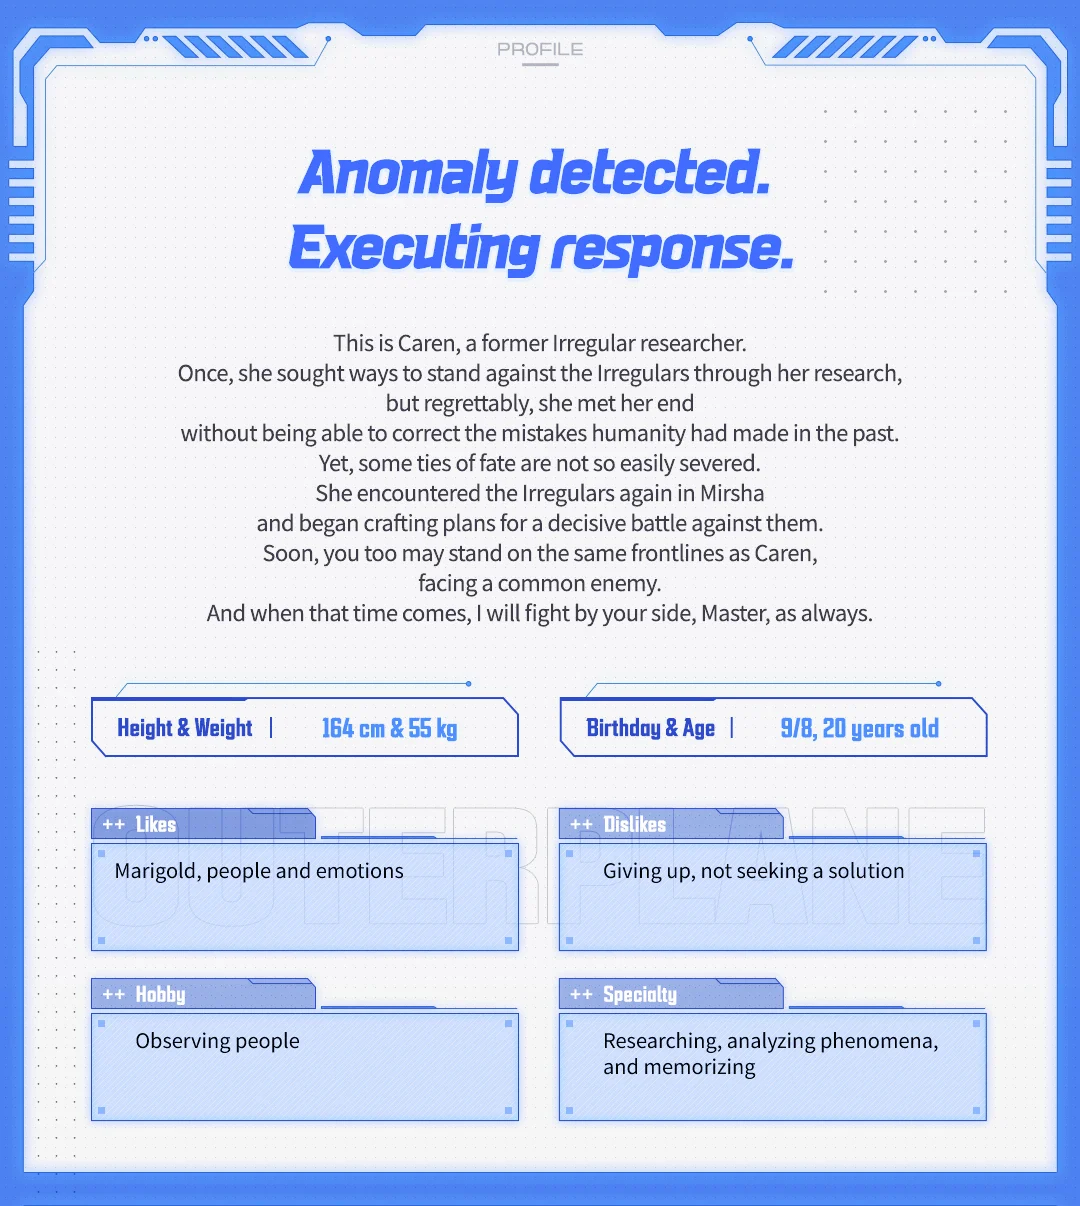 PROFILE
Anomaly detected.
Executing response.
This is Caren, a former Irregular researcher.
Once, she sought ways to stand against the Irregulars through her research,
but regrettably, she met her end
without being able to correct the mistakes humanity had made in the past.
Yet, some ties of fate are not so easily severed.
She encountered the Irregulars again in Mirsha
and began crafting plans for a decisive battle against them.
Soon, you too may stand on the same frontlines as Caren,
facing a common enemy.
And when that time comes, I will fight by your side, Master, as always.
Height & Weight | 164 cm & 55 kg
Birthday & Age | 9/8, 20 years old
OUTERPLANE
++ Likes
Marigold, people and emotions
++ Dislikes
Giving up, not seeking a solution
++ Hobby
Observing people
++ Specialty
Researching, analyzing phenomena,
and memorizing